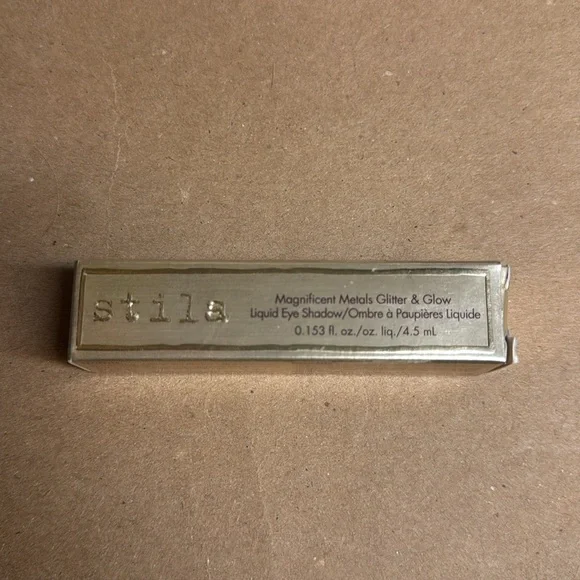 stila
Magnificent Metals Glitter & Glow
Liquid Eye Shadow/Ombre à Paupières Liquide
0.153 fl. oz./oz. liq./4.5 mL